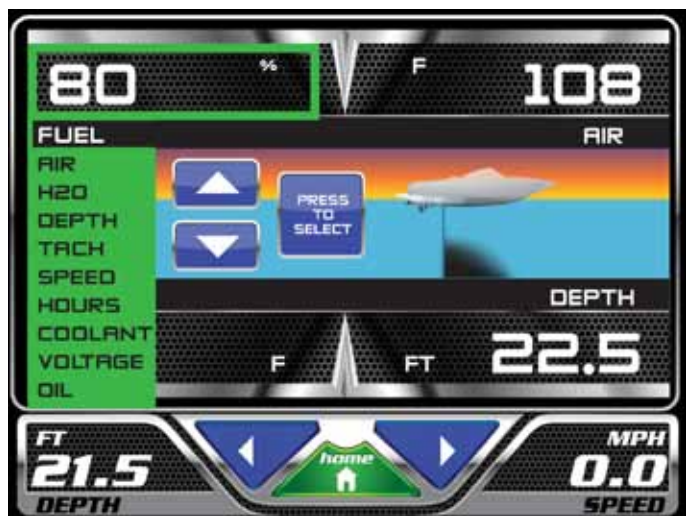 80 % F 108
FUEL AIR
AIR
H2O
DEPTH
TACH
SPEED
HOURS
COOLANT
VOLTAGE
OIL
PRESS
TO
SELECT
DEPTH
F FT 22.5
FT
21.5
DEPTH
home
MPH
0.0
SPEED